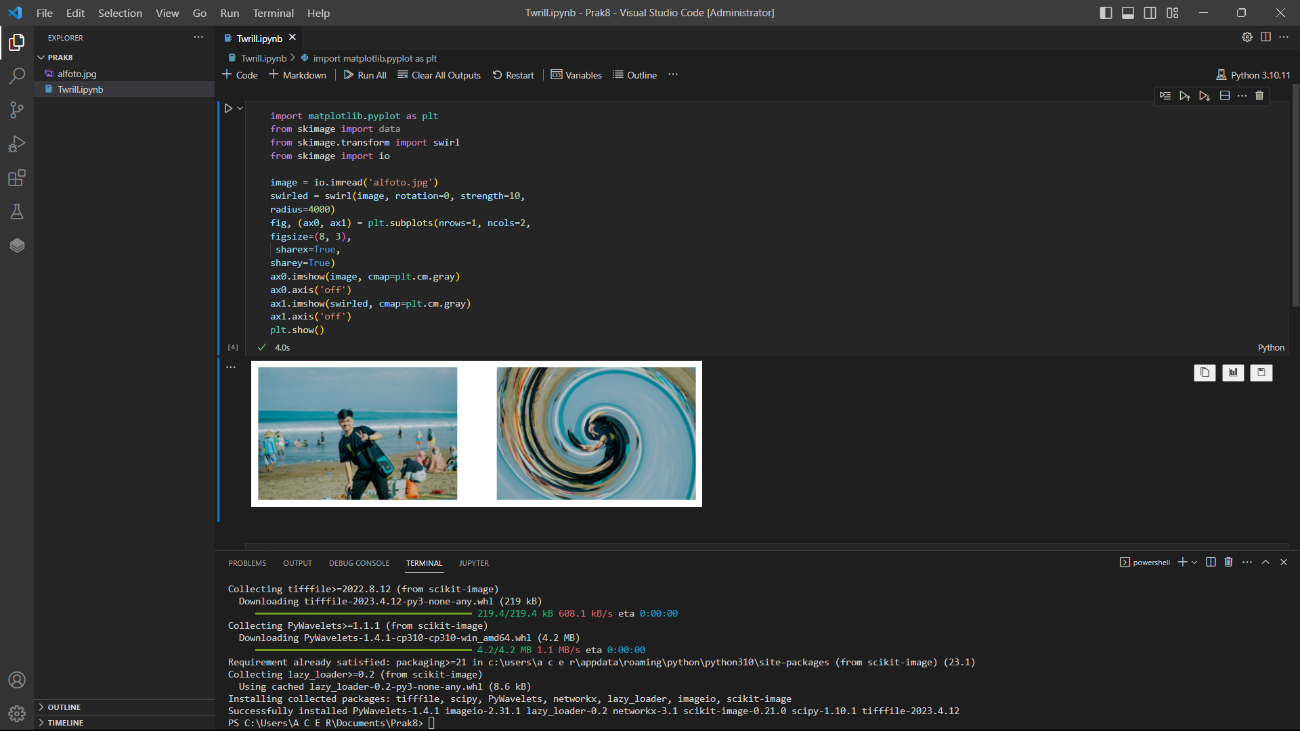 File Edit Selection View Go Run Terminal Help
Twrill.ipynb - Prak8 - Visual Studio Code [Administrator]
EXPLORER
PRAK8
alfoto.jpg
Twrill.ipynb
Twrill.ipynb
Twrill.ipynb > import matplotlib.pyplot as plt
+ Code + Markdown Run All Clear All Outputs Restart Variables Outline ...
Python 3.10.11
import matplotlib.pyplot as plt
from skimage import data
from skimage.transform import swirl
from skimage import io
image = io.imread('alfoto.jpg')
swirled = swirl(image, rotation=0, strength=10,
radius=4000)
fig, (ax0, ax1) = plt.subplots(nrows=1, ncols=2,
figsize=(8, 3),
sharex=True,
sharey=True)
ax0.imshow(image, cmap=plt.cm.gray)
ax0.axis('off')
ax1.imshow(swirled, cmap=plt.cm.gray)
ax1.axis('off')
plt.show()
[4] 4.0s
Python
PROBLEMS OUTPUT DEBUG CONSOLE TERMINAL JUPYTER
powershell
Collecting tifffile>=2022.8.12 (from scikit-image)
Downloading tifffile-2023.4.12-py3-none-any.whl (219 kB)
219.4/219.4 kB 608.1 kB/s eta 0:00:00
Collecting PyWavelets>=1.1.1 (from scikit-image)
Downloading PyWavelets-1.4.1-cp310-cp310-win_amd64.whl (4.2 MB)
4.2/4.2 MB 1.1 MB/s eta 0:00:00
Requirement already satisfied: packaging>=21 in c:\users\a c e r\appdata\roaming\python\python310\site-packages (from scikit-image) (23.1)
Collecting lazy_loader>=0.2 (from scikit-image)
Using cached lazy_loader-0.2-py3-none-any.whl (8.6 kB)
Installing collected packages: tifffile, scipy, PyWavelets, networkx, lazy_loader, imageio, scikit-image
Successfully installed PyWavelets-1.4.1 imageio-2.31.1 lazy_loader-0.2 networkx-3.1 scikit-image-0.21.0 scipy-1.10.1 tifffile-2023.4.12
PS C:\Users\A C E R\Documents\Prak8>
OUTLINE
TIMELINE